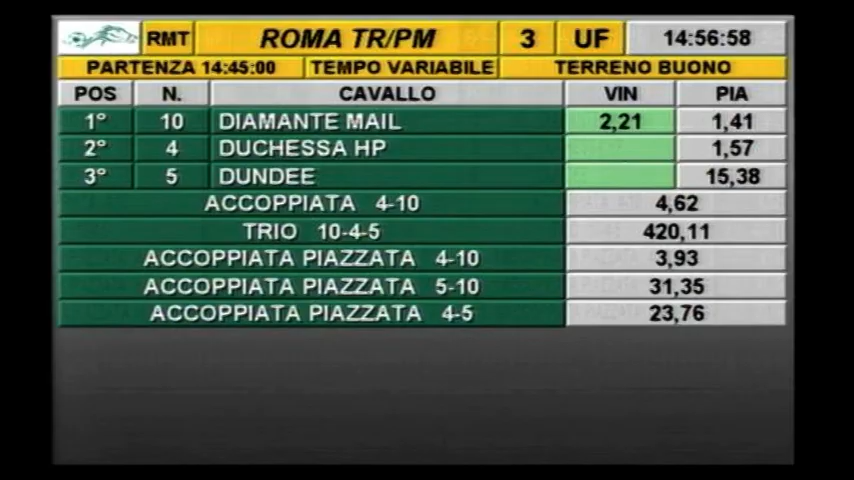 RMT ROMA TR/PM 3 UF 14:56:58
PARTENZA 14:45:00 TEMPO VARIABILE TERRENO BUONO
POS N. CAVALLO VIN PIA
1° 10 DIAMANTE MAIL 2,21 1,41
2° 4 DUCHESSA HP 1,57
3° 5 DUNDEE 15,38
ACCOPPIATA 4-10 4,62
TRIO 10-4-5 420,11
ACCOPPIATA PIAZZATA 4-10 3,93
ACCOPPIATA PIAZZATA 5-10 31,35
ACCOPPIATA PIAZZATA 4-5 23,76